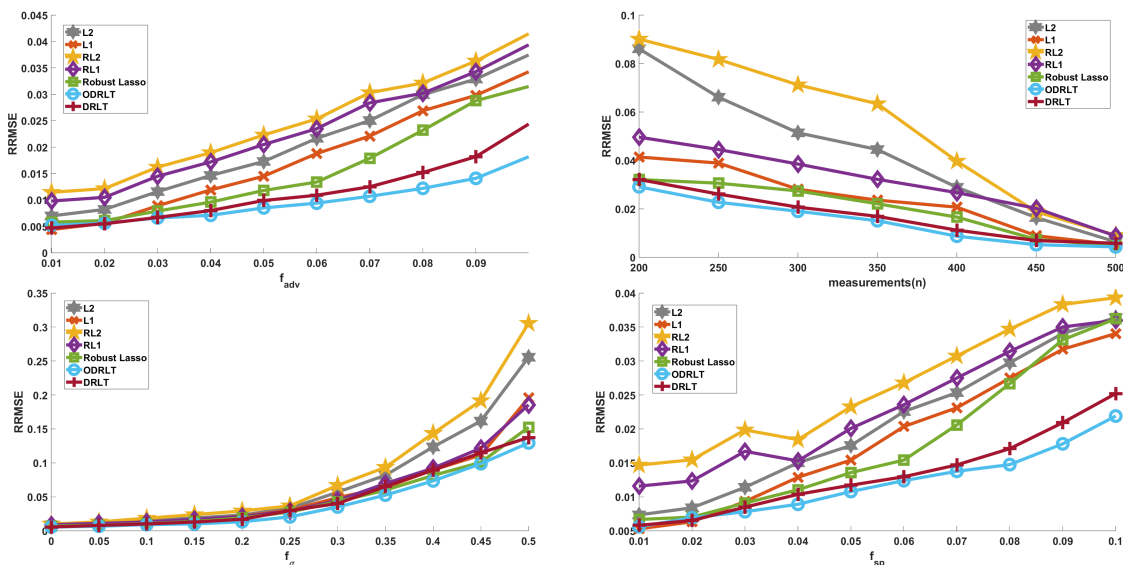 0.045
0.04
0.035
0.03
0.025
0.02
0.015
0.01
0.005
0
RRMSE
L2
L1
RL2
RL1
Robust Lasso
ODRLT
DRLT
0.01 0.02 0.03 0.04 0.05 0.06 0.07 0.08 0.09
f_adv
0.1
0.08
0.06
0.04
0.02
0
RRMSE
L2
L1
RL2
RL1
Robust Lasso
ODRLT
DRLT
200 250 300 350 400 450 500
measurements(n)
0.35
0.3
0.25
0.2
0.15
0.1
0.05
0
RRMSE
L2
L1
RL2
RL1
Robust Lasso
ODRLT
DRLT
0 0.05 0.1 0.15 0.2 0.25 0.3 0.35 0.4 0.45 0.5
f_σ
0.04
0.035
0.03
0.025
0.02
0.015
0.01
0.005
RRMSE
L2
L1
RL2
RL1
Robust Lasso
ODRLT
DRLT
0.01 0.02 0.03 0.04 0.05 0.06 0.07 0.08 0.09 0.1
f_sp